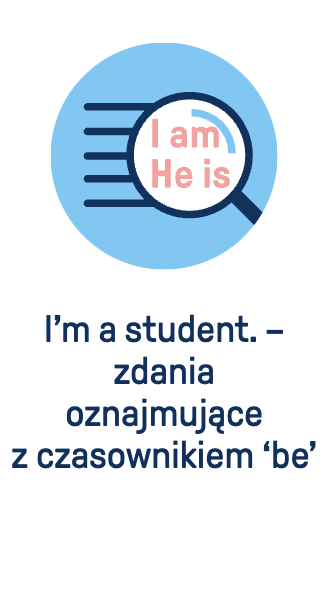 I am
He is
I’m a student. –
zdania
oznajmujące
z czasownikiem ‘be’